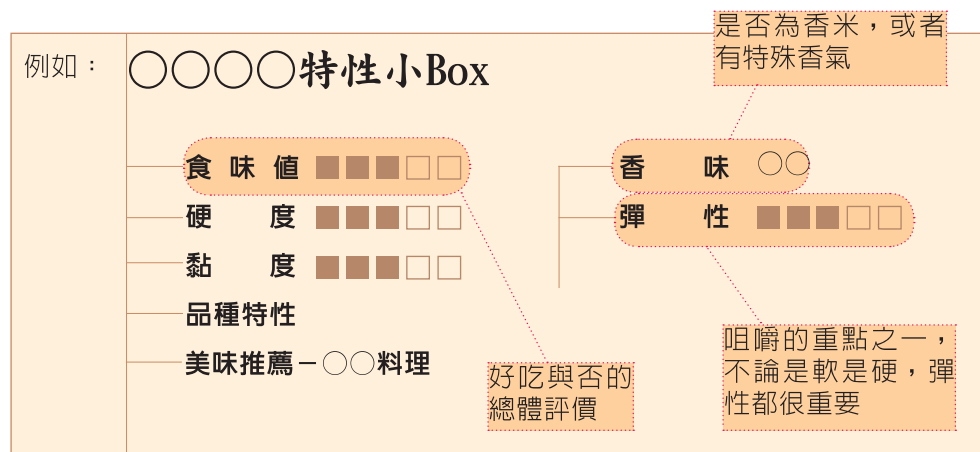 是否為香米，或者
有特殊香氣
例如：
○○○○特性小Box
食味值 ■■■□□
香味 ○○
硬度 ■■■□□
彈性 ■■■□□
黏度 ■■■□□
品種特性
美味推薦－○○料理
好吃與否的
總體評價
咀嚼的重點之一，
不論是軟是硬，彈
性都很重要